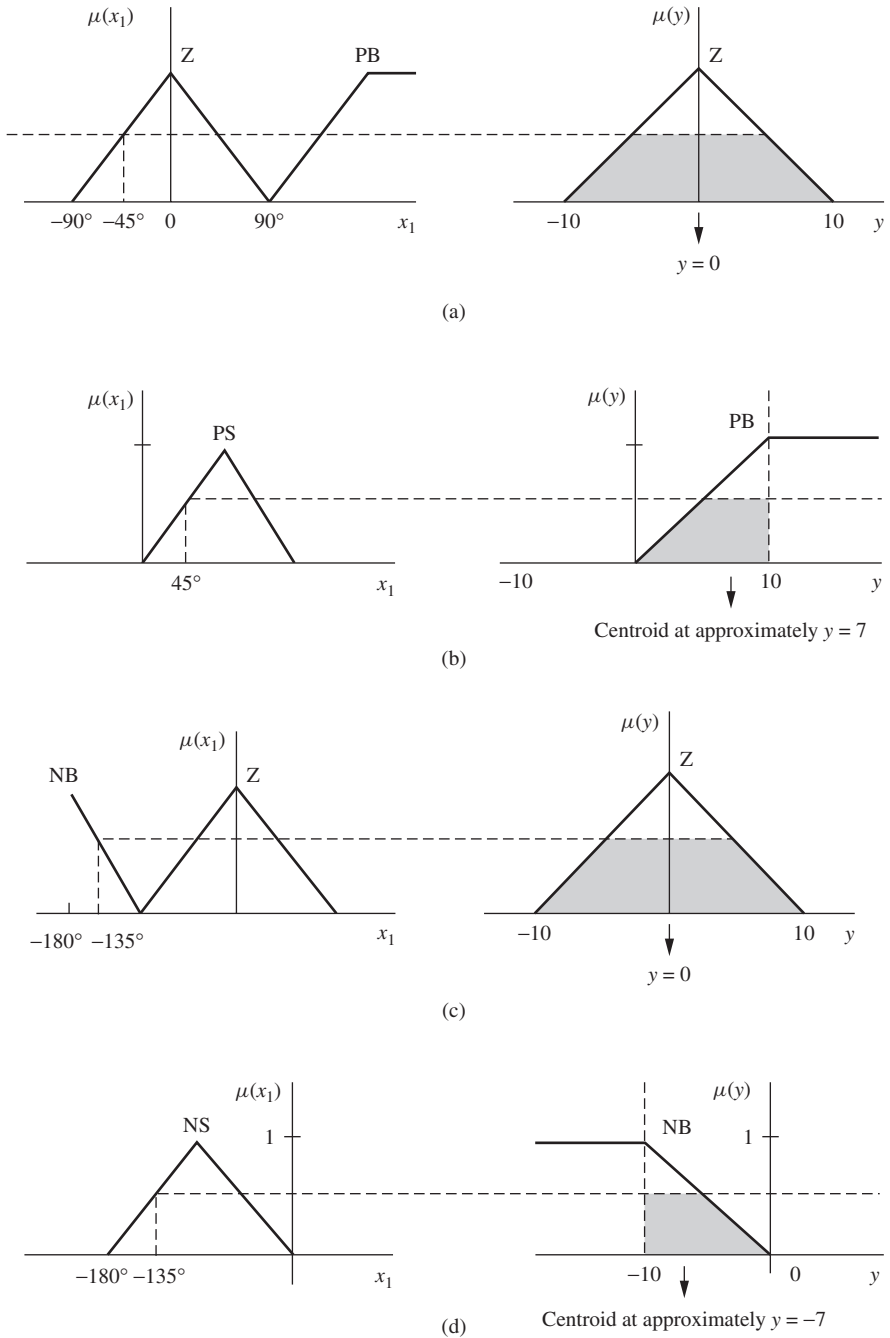 μ(x₁) μ(y)
Z PB Z
−90° −45° 0 90° x₁ −10 10 y
y = 0
(a)
μ(x₁) μ(y)
PS PB
45° x₁ −10 10 y
Centroid at approximately y = 7
(b)
μ(x₁) μ(y)
NB Z Z
−180° −135° x₁ −10 10 y
y = 0
(c)
μ(x₁) μ(y)
NS 1 NB 1
−180° −135° x₁ −10 0 y
Centroid at approximately y = −7
(d)